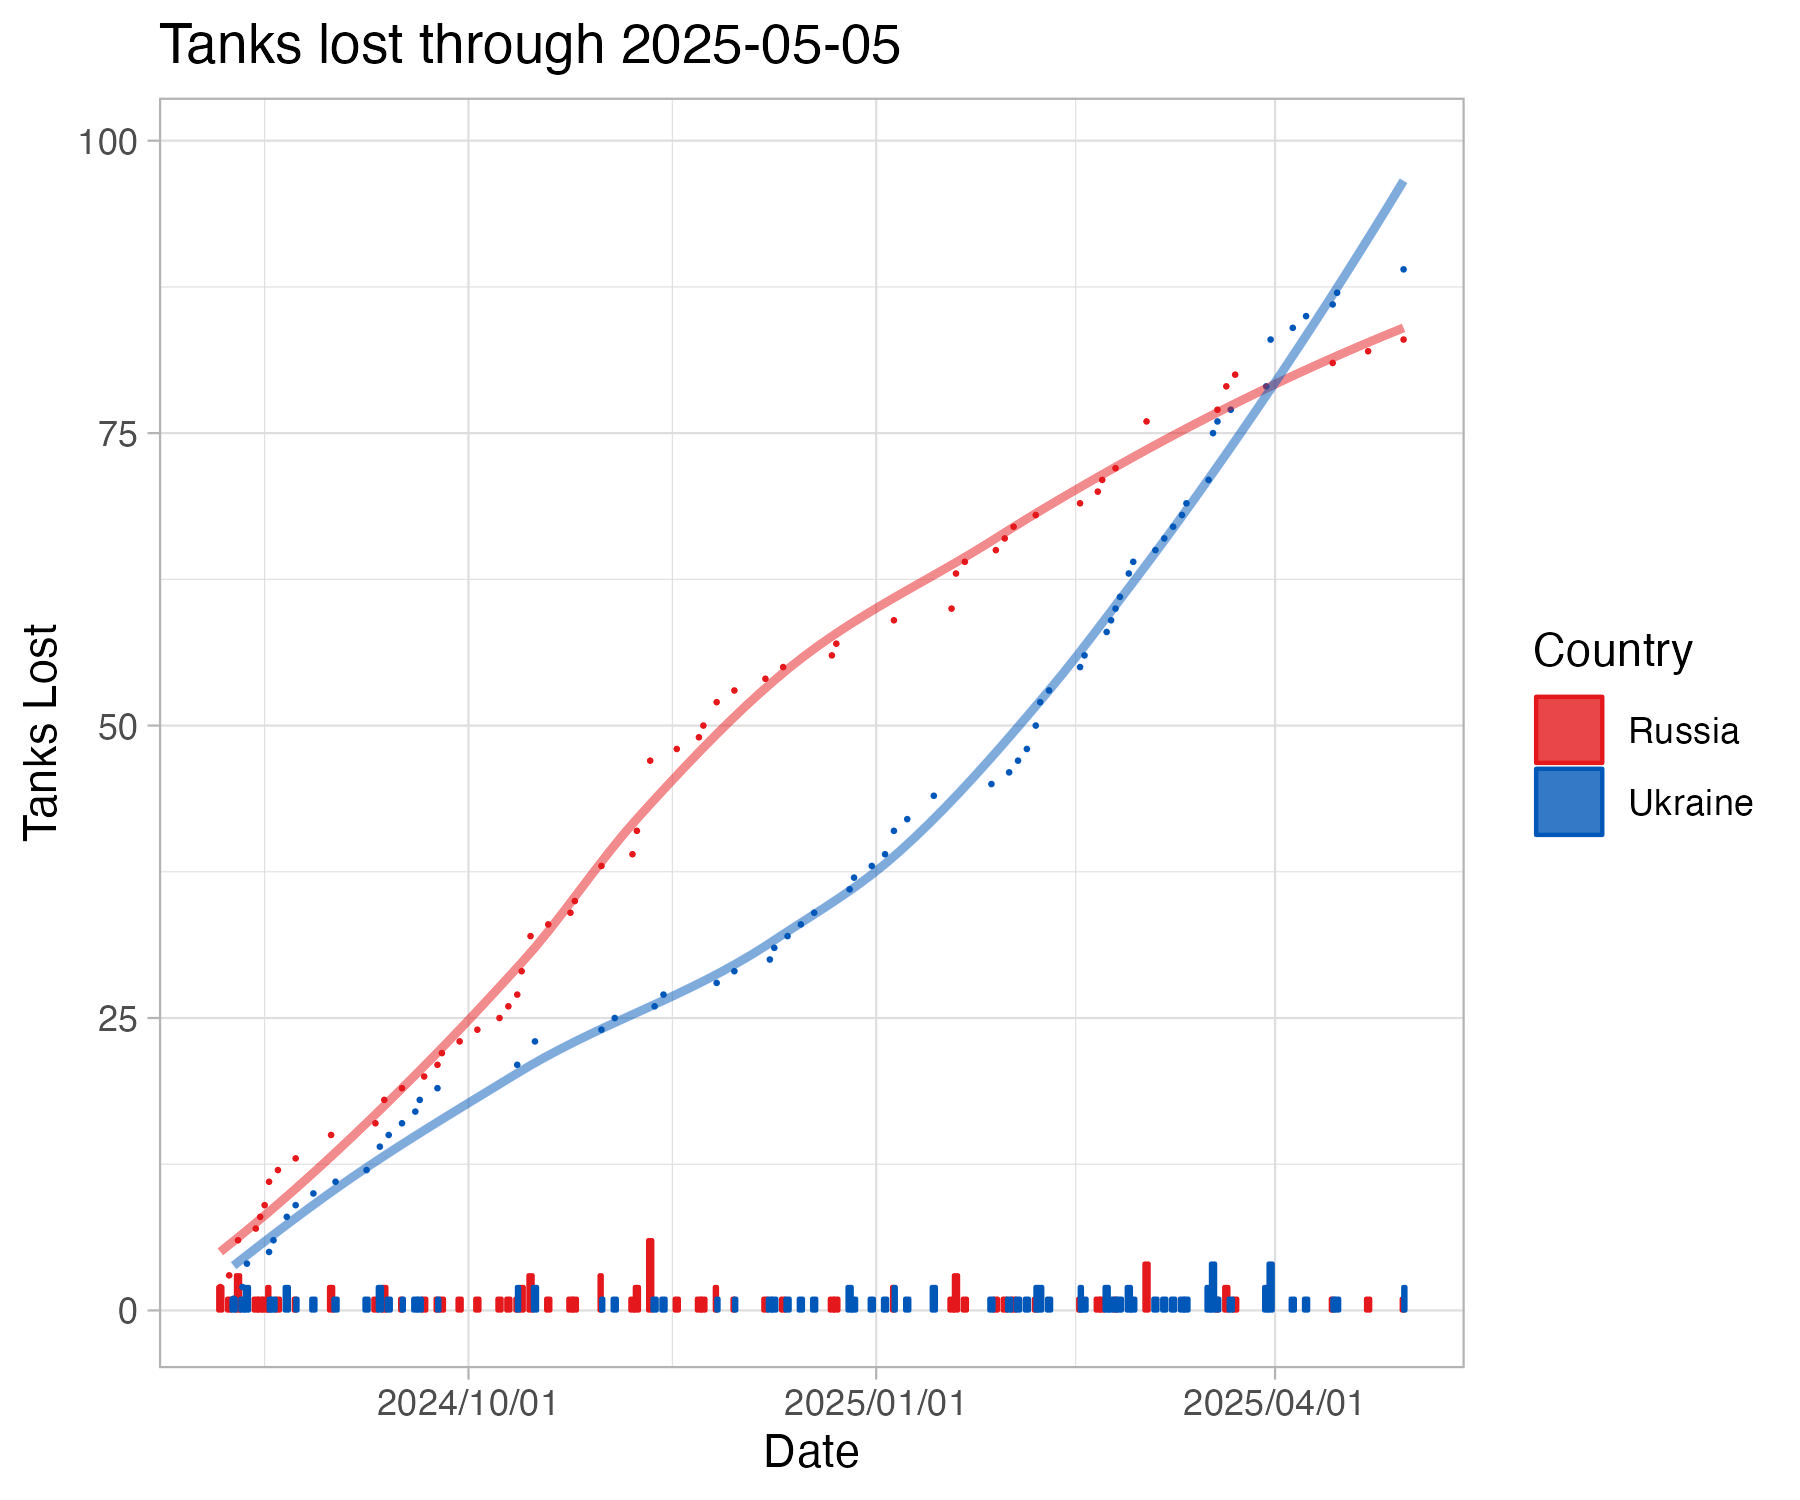 Tanks lost through 2025-05-05
100
75
50
25
0
Tanks Lost
2024/10/01
2025/01/01
2025/04/01
Date
Country
Russia
Ukraine